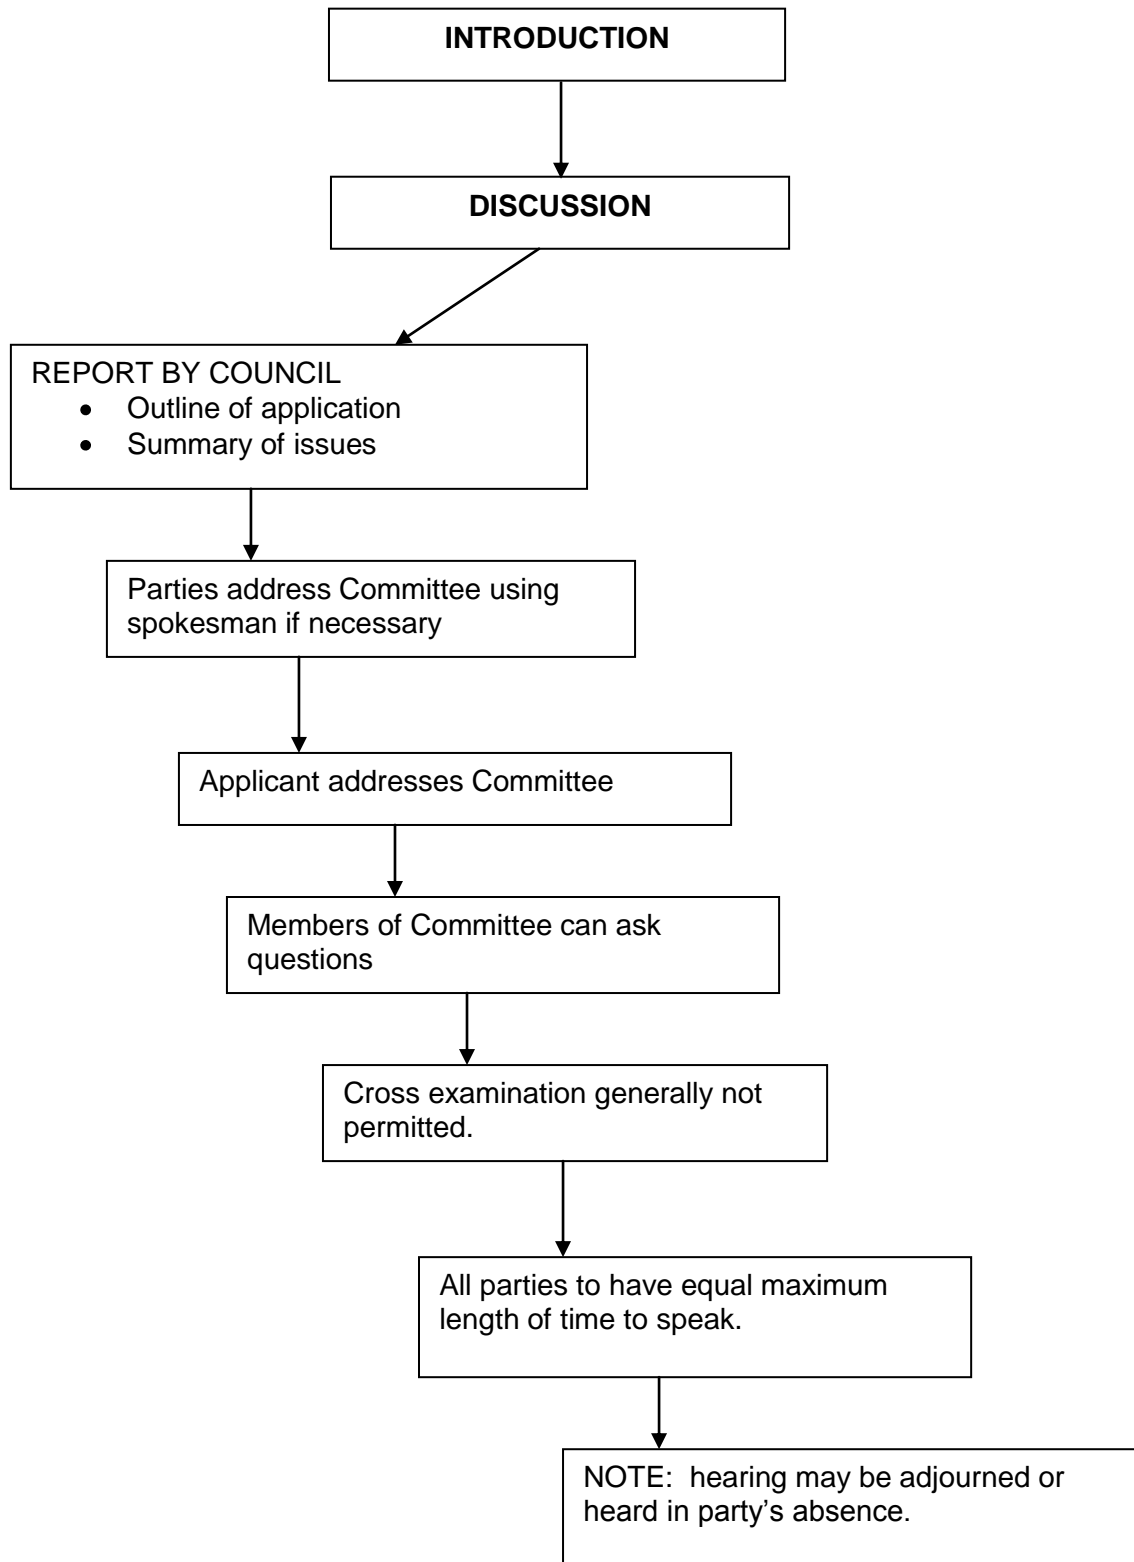 INTRODUCTION
DISCUSSION
REPORT BY COUNCIL
• Outline of application
• Summary of issues
Parties address Committee using
spokesman if necessary
Applicant addresses Committee
Members of Committee can ask
questions
Cross examination generally not
permitted.
All parties to have equal maximum
length of time to speak.
NOTE:  hearing may be adjourned or
heard in party’s absence.